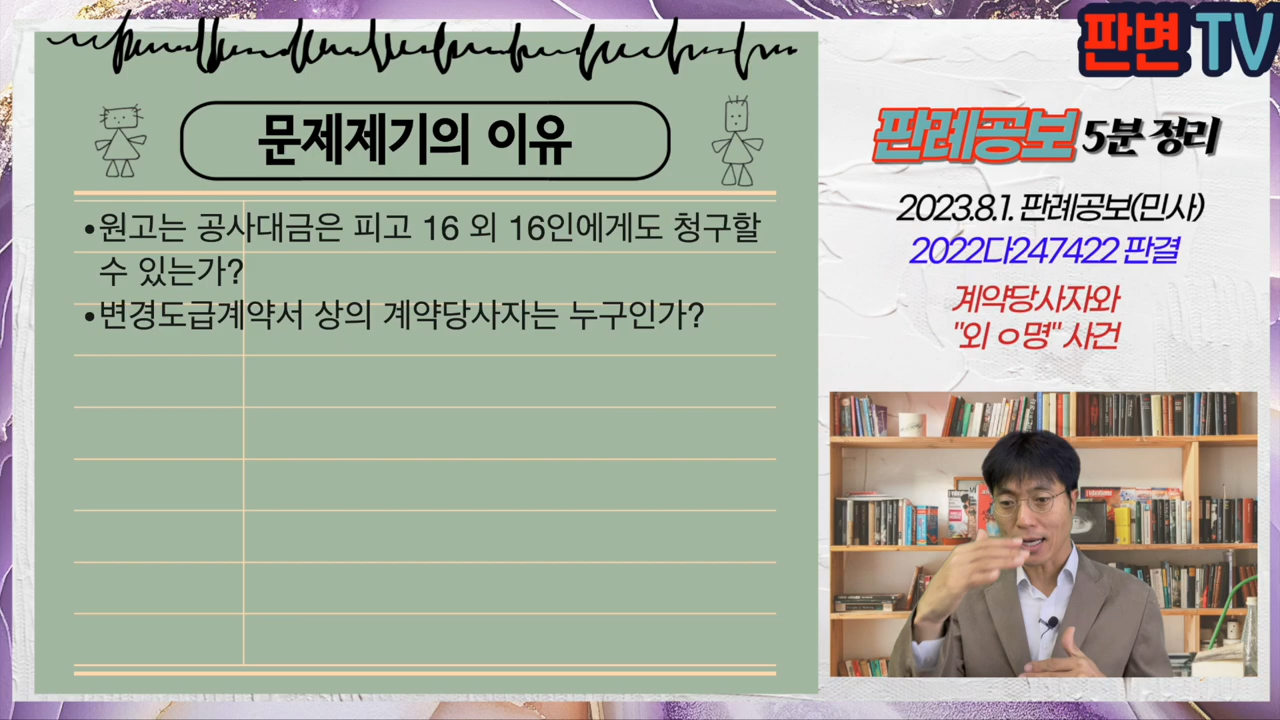 판변 TV
문제제기의 이유
•원고는 공사대금은 피고 16 외 16인에게도 청구할
수 있는가?
•변경도급계약서 상의 계약당사자는 누구인가?
판례공보 5분 정리
2023.8.1. 판례공보(민사)
2022다247422 판결
계약당사자와
"외 ㅇ명" 사건